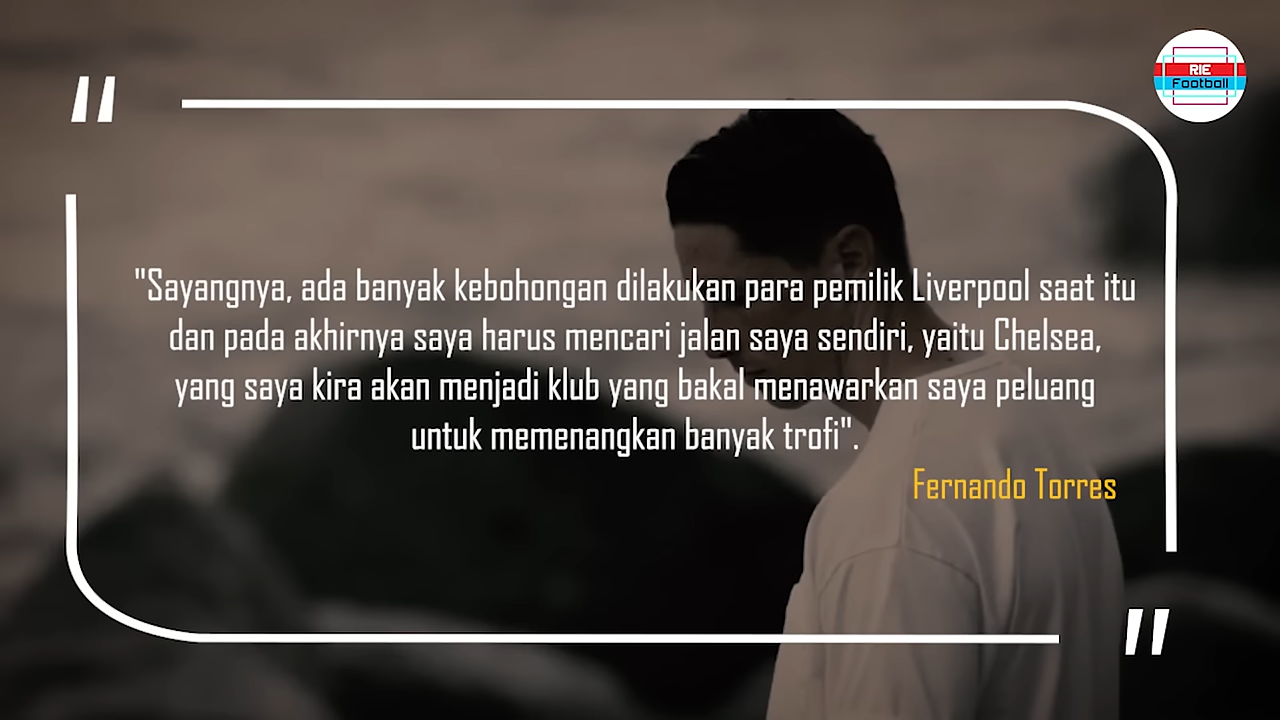 RIE
Football
"Sayangnya, ada banyak kebohongan dilakukan para pemilik Liverpool saat itu
dan pada akhirnya saya harus mencari jalan saya sendiri, yaitu Chelsea,
yang saya kira akan menjadi klub yang bakal menawarkan saya peluang
untuk memenangkan banyak trofi".
Fernando Torres